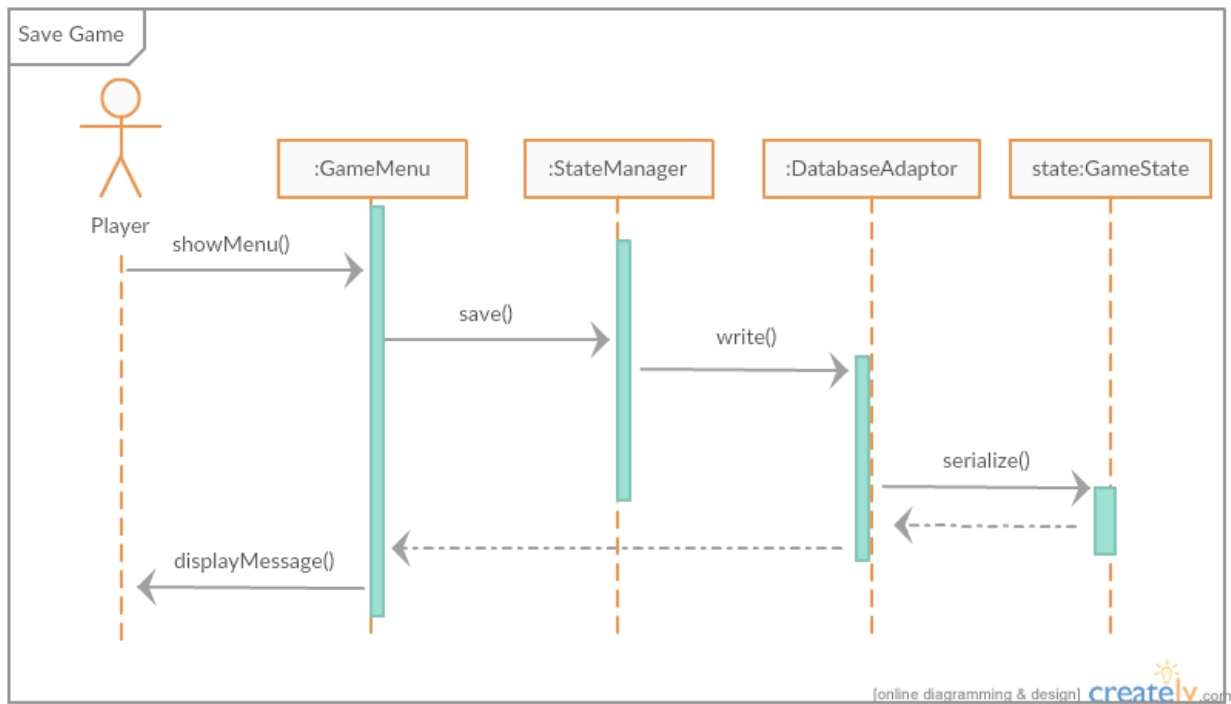 Save Game
:GameMenu
:StateManager
:DatabaseAdaptor
state:GameState
Player
showMenu()
save()
write()
serialize()
displayMessage()
[online diagramming & design] creately.com